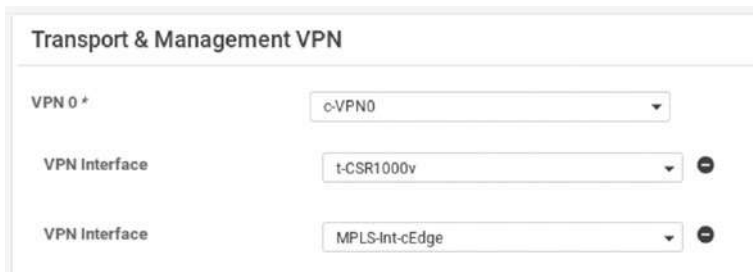 Transport & Management VPN
VPN 0 * c-VPN0
VPN Interface t-CSR1000v
VPN Interface MPLS-Int-cEdge